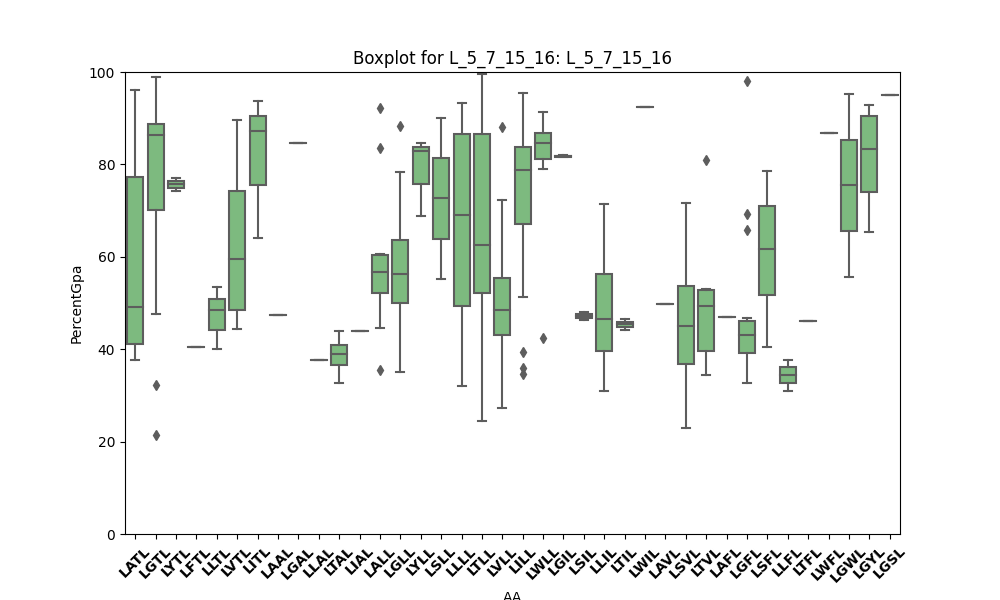 Boxplot for L_5_7_15_16: L_5_7_15_16
PercentGpa
100
80
60
40
20
0
LATL LGTL LYTL LFTL LLTL LVTL LITL LAAL LGAL LLAL LTAL LIAL LALL LGLL LYLL LSLL LLLL LTLL LVLL LILL LWLL LGIL LSIL LLIL LTIL LWIL LAVL LSVL LTVL LAFL LGFL LSFL LLFL LTFL LWFL LGWL LGYL LGSL
AA